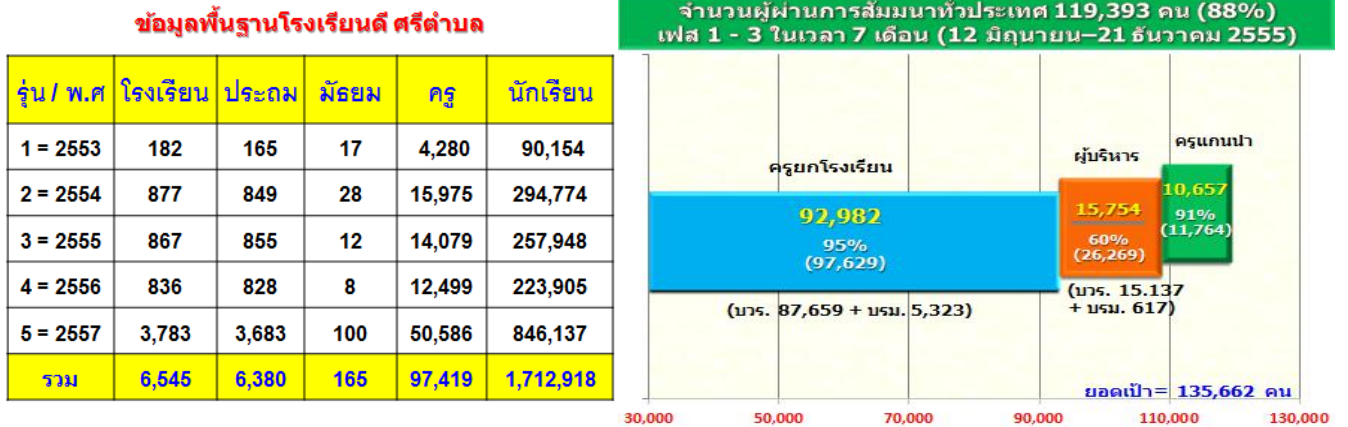 ข้อมูลพื้นฐานโรงเรียนดี ศรีตำบล
รุ่น / พ.ศ โรงเรียน ประถม มัธยม ครู นักเรียน
1 = 2553 182 165 17 4,280 90,154
2 = 2554 877 849 28 15,975 294,774
3 = 2555 867 855 12 14,079 257,948
4 = 2556 836 828 8 12,499 223,905
5 = 2557 3,783 3,683 100 50,586 846,137
รวม 6,545 6,380 165 97,419 1,712,918
จำนวนผู้ผ่านการสัมมนาทั่วประเทศ 119,393 คน (88%)
เฟส 1 - 3 ในเวลา 7 เดือน (12 มิถุนายน–21 ธันวาคม 2555)
ครูยกโรงเรียน
92,982
95%
(97,629)
(บวร. 87,659 + บรม. 5,323)
ผู้บริหาร
15,754
60%
(26,269)
(บวร. 15.137
+ บรม. 617)
ครูแกนนำ
10,657
91%
(11,764)
ยอดเป้า= 135,662 คน
30,000 50,000 70,000 90,000 110,000 130,000